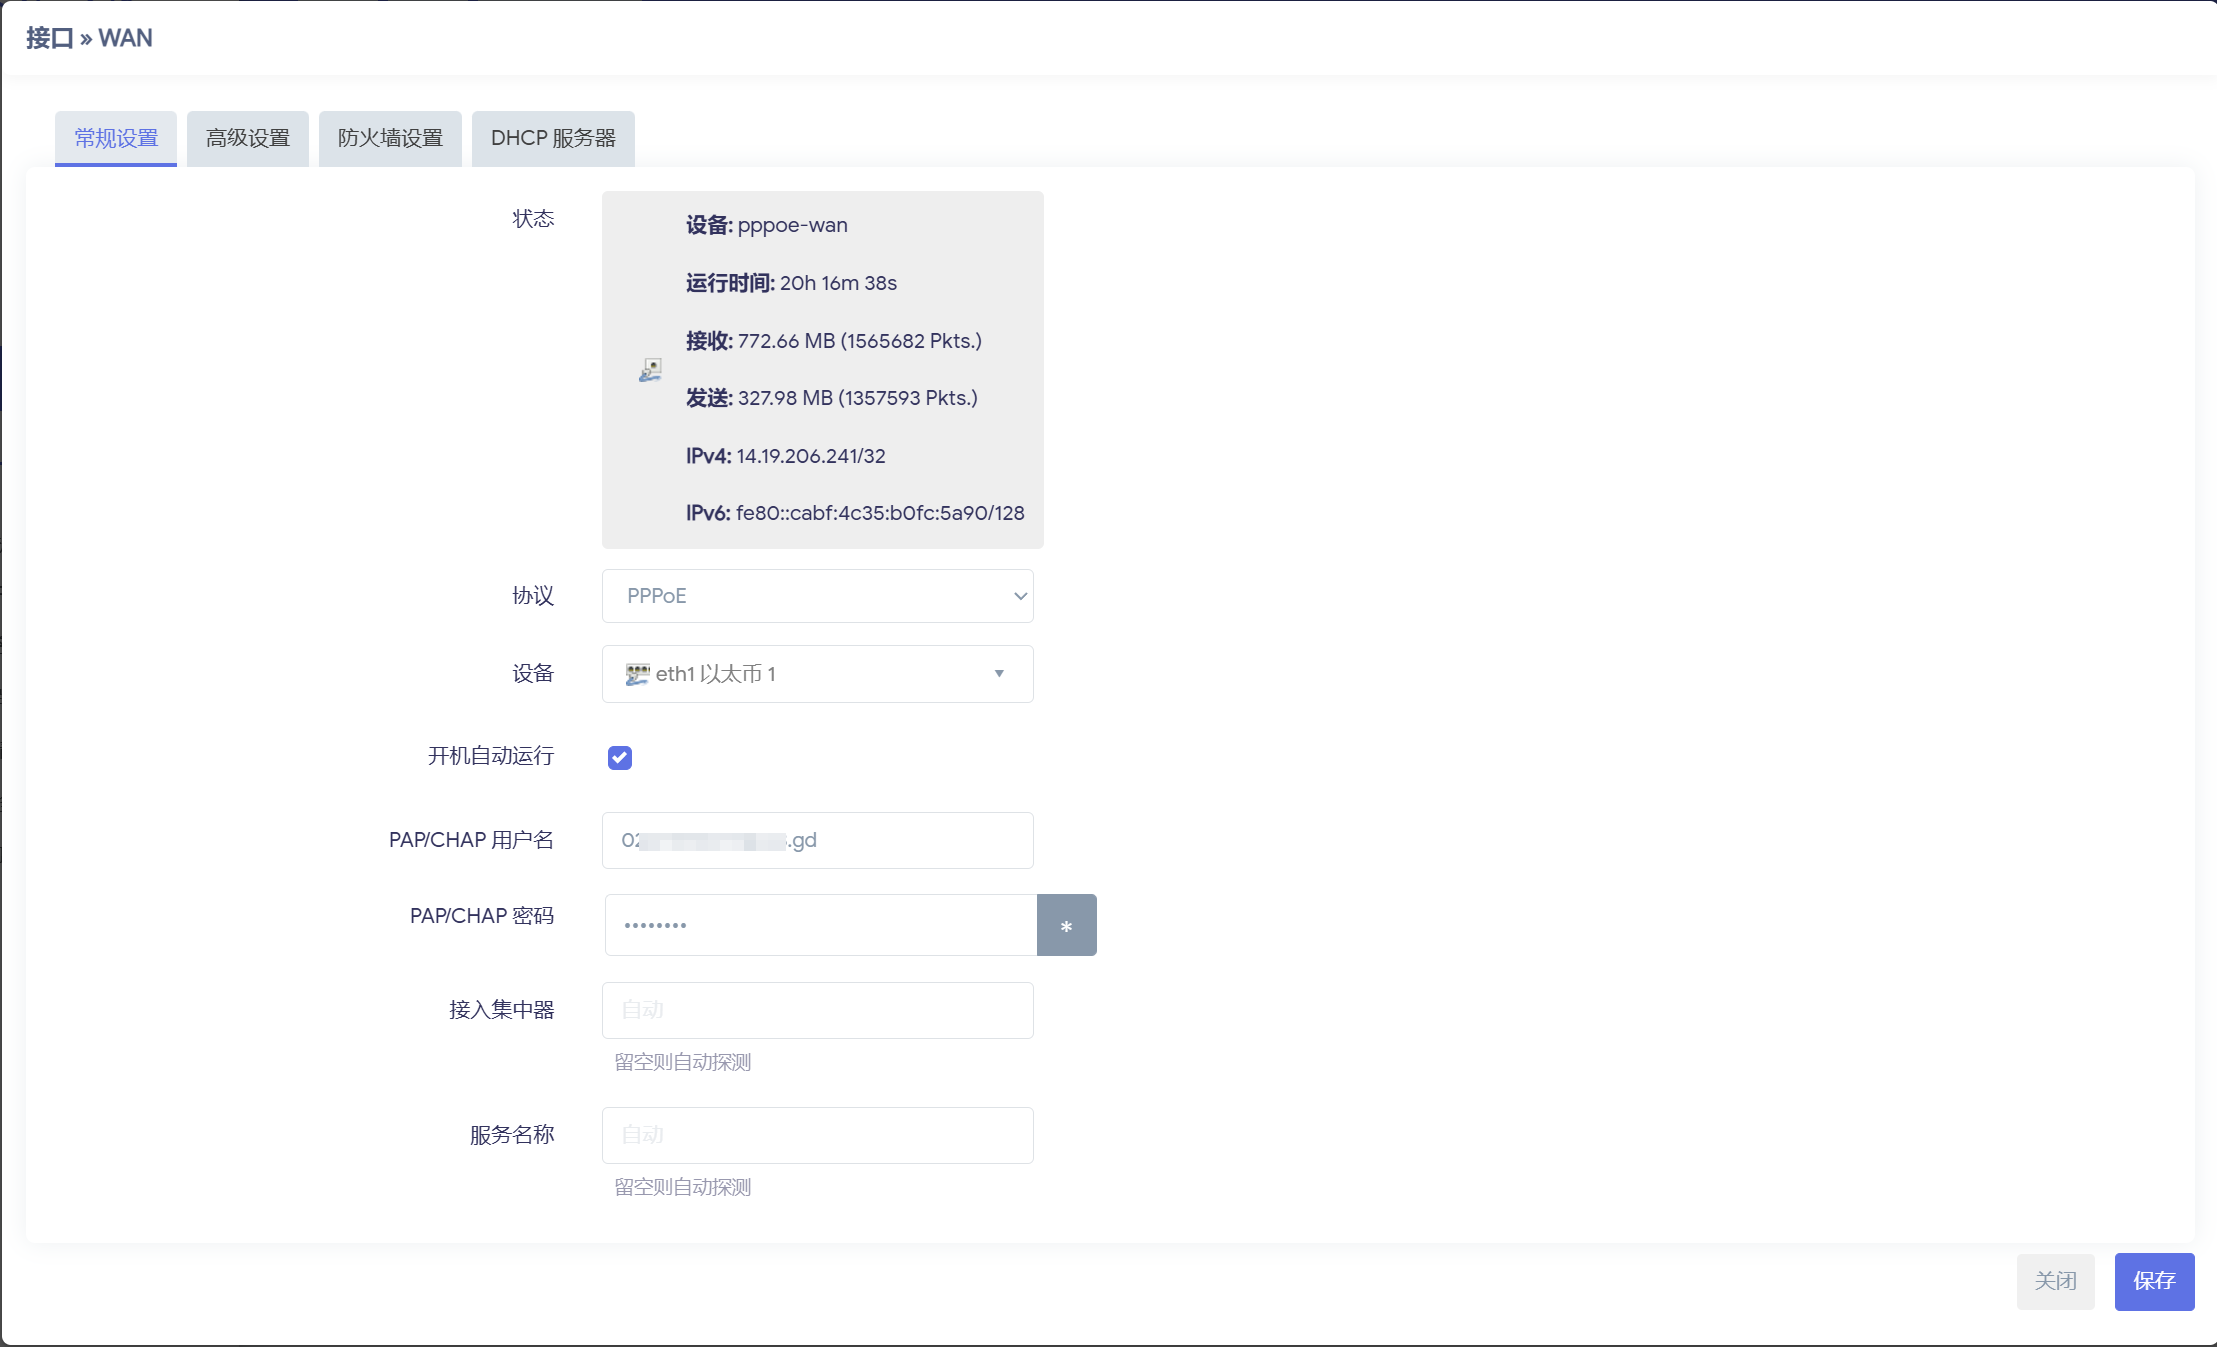 接口 » WAN
常规设置 高级设置 防火墙设置 DHCP 服务器
状态
设备: pppoe-wan
运行时间: 20h 16m 38s
接收: 772.66 MB (1565682 Pkts.)
发送: 327.98 MB (1357593 Pkts.)
IPv4: 14.19.206.241/32
IPv6: fe80::cabf:4c35:b0fc:5a90/128
协议 PPPoE
设备 eth1 以太币 1
开机自动运行
PAP/CHAP 用户名 02 .gd
PAP/CHAP 密码 •••••••• *
接入集中器 自动
留空则自动探测
服务名称 自动
留空则自动探测
关闭 保存